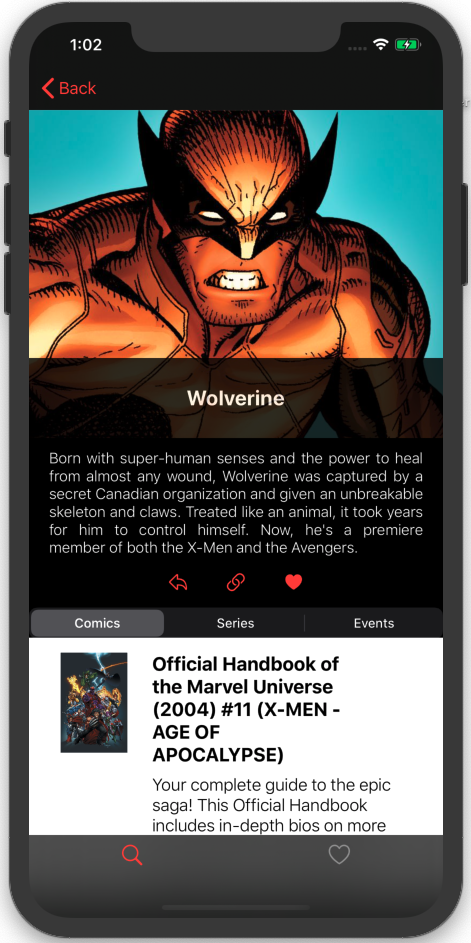 1:02
Back
Wolverine
Born with super-human senses and the power to heal
from almost any wound, Wolverine was captured by a
secret Canadian organization and given an unbreakable
skeleton and claws. Treated like an animal, it took years
for him to control himself. Now, he's a premiere
member of both the X-Men and the Avengers.
Comics Series Events
Official Handbook of
the Marvel Universe
(2004) #11 (X-MEN -
AGE OF
APOCALYPSE)
Your complete guide to the epic
saga! This Official Handbook
includes in-depth bios on more